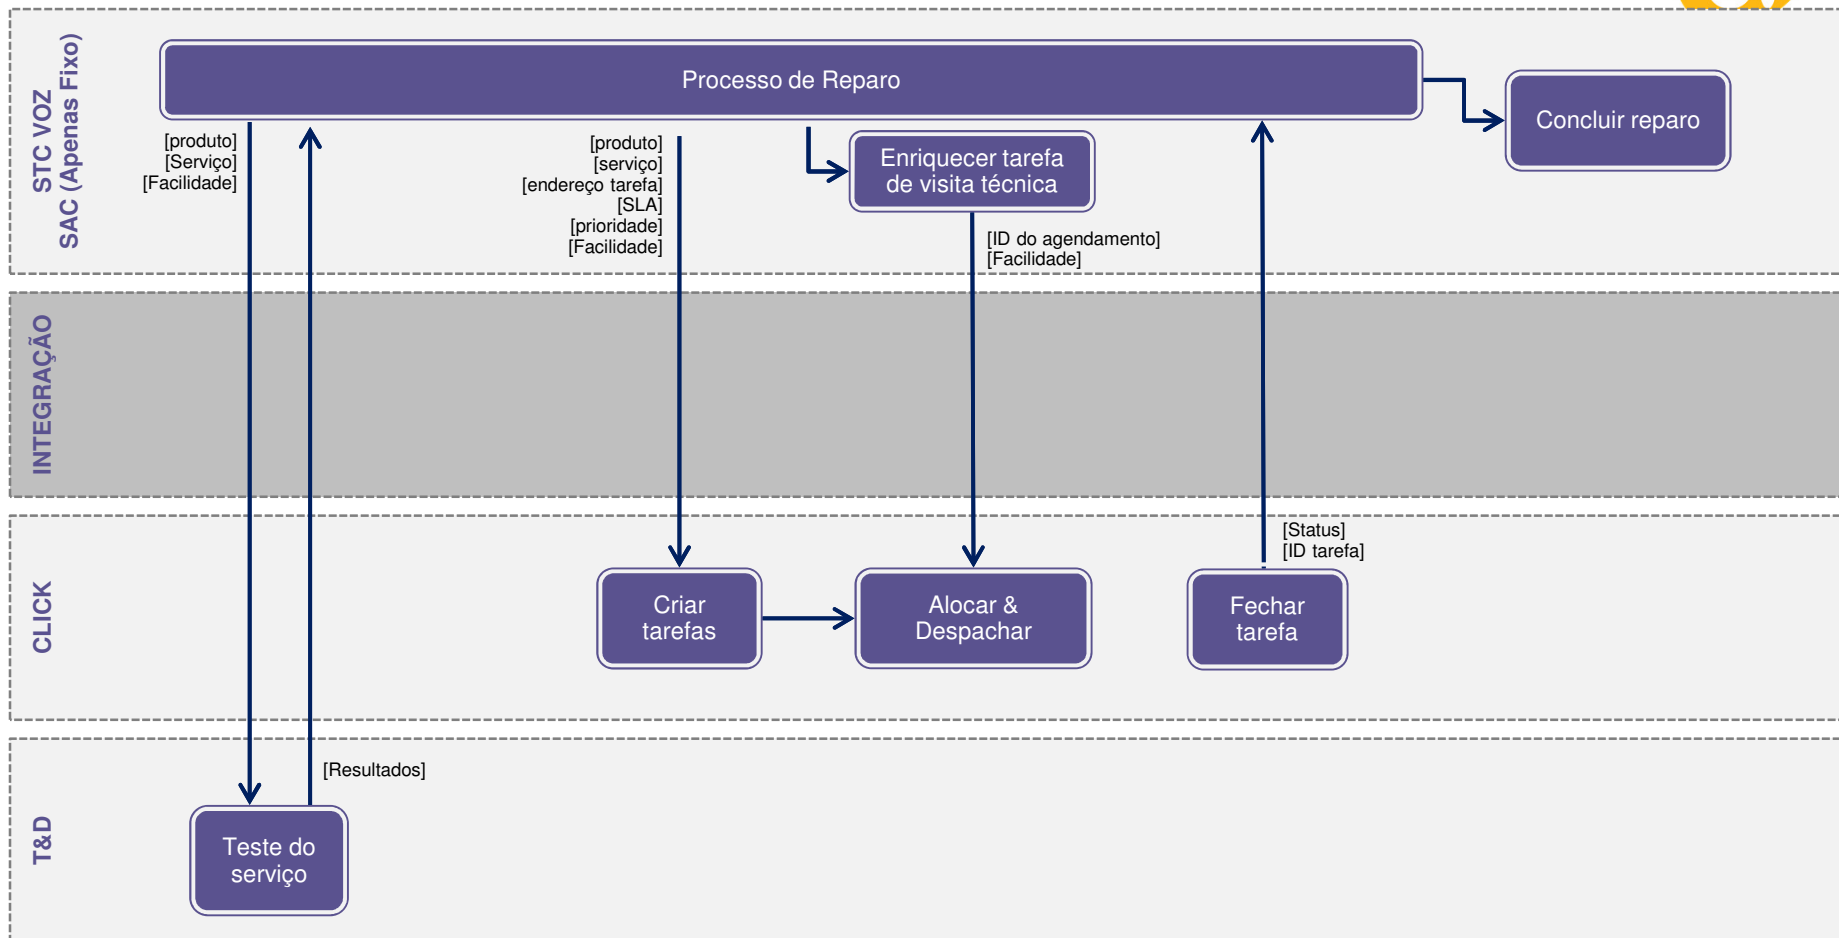 STC VOZ
SAC (Apenas Fixo)
Processo de Reparo
Concluir reparo
[produto]
[Serviço]
[Facilidade]
[produto]
[serviço]
[endereço tarefa]
[SLA]
[prioridade]
[Facilidade]
Enriquecer tarefa
de visita técnica
[ID do agendamento]
[Facilidade]
INTEGRAÇÃO
CLICK
Criar
tarefas
Alocar &
Despachar
[Status]
[ID tarefa]
Fechar
tarefa
T&D
[Resultados]
Teste do
serviço